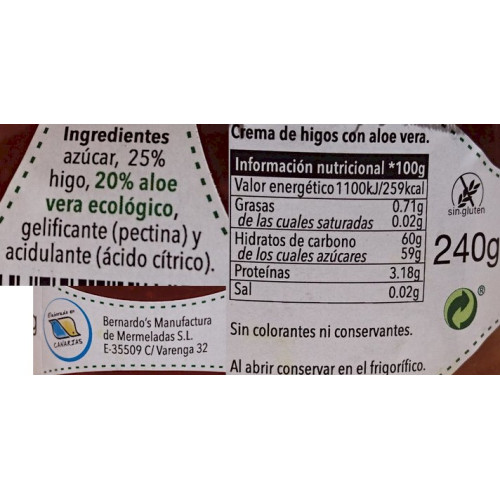 Ingredientes
azúcar, 25%
higo, 20% aloe
vera ecológico,
gelificante (pectina) y
acidulante (ácido cítrico).
Elaborado en
CANARIAS
Bernardo's Manufactura
de Mermeladas S.L.
E-35509 C/ Varenga 32
Crema de higos con aloe vera.
Información nutricional *100g
Valor energético 1100kJ/259kcal
Grasas 0.71g
de las cuales saturadas 0.02g
Hidratos de carbono 60g
de los cuales azúcares 59g
Proteínas 3.18g
Sal 0.02g
sin gluten
240g
®
Sin colorantes ni conservantes.
Al abrir conservar en el frigorífico.